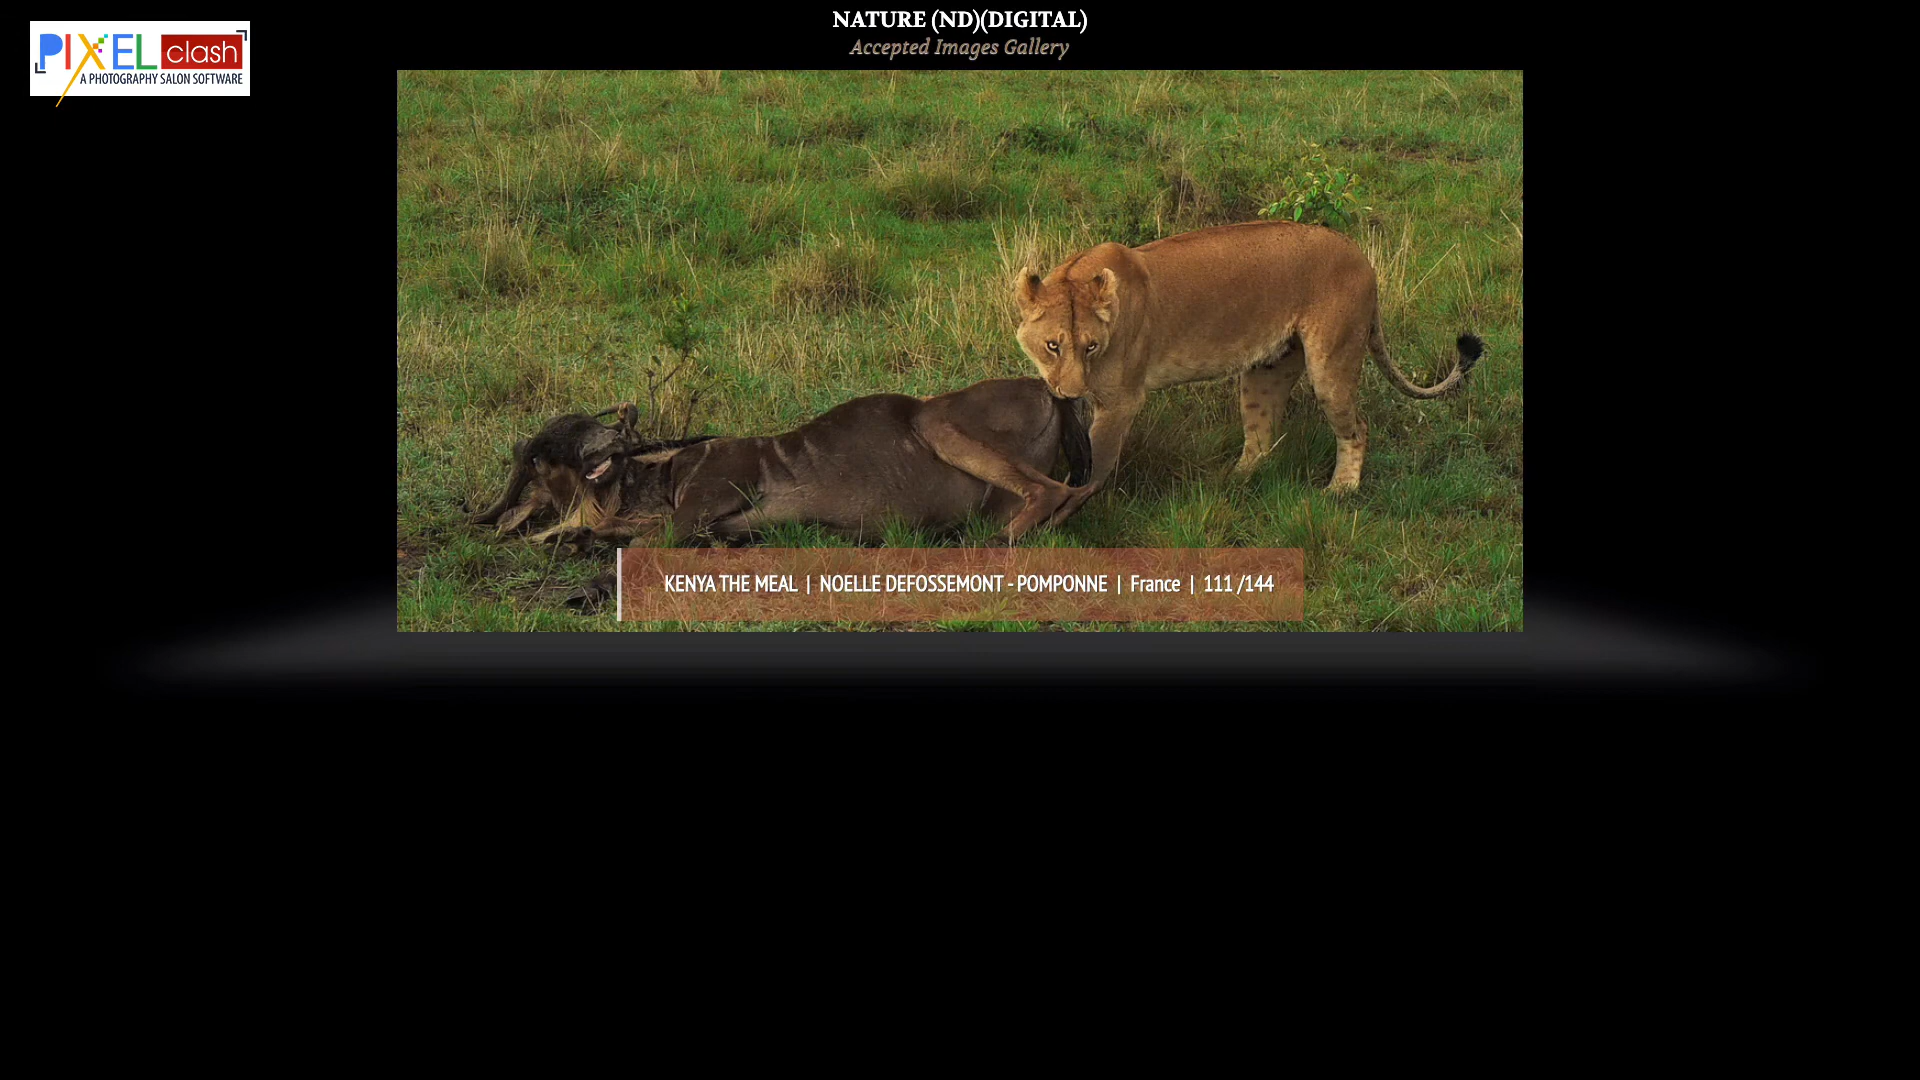 NATURE (ND)(DIGITAL)
Accepted Images Gallery
PIXEL clash
A PHOTOGRAPHY SALON SOFTWARE
KENYA THE MEAL | NOELLE DEFOSSEMONT - POMPONNE | France | 111 /144